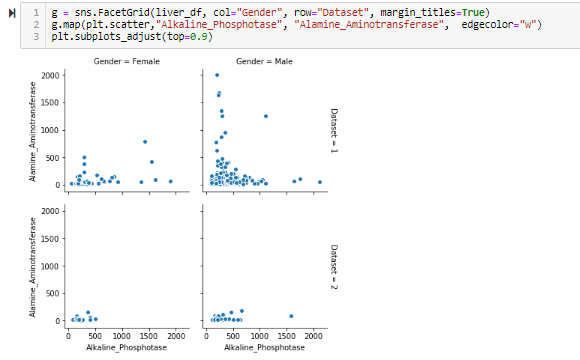 1 g = sns.FacetGrid(liver_df, col="Gender", row="Dataset", margin_titles=True)
2 g.map(plt.scatter,"Alkaline_Phosphotase", "Alamine_Aminotransferase", edgecolor="w")
3 plt.subplots_adjust(top=0.9)
Gender = Female
Gender = Male
2000
1500
1000
500
0
Alamine_Aminotransferase
Dataset = 1
2000
1500
1000
500
0
Alamine_Aminotransferase
Dataset = 2
0 500 1000 1500 2000
0 500 1000 1500 2000
Alkaline_Phosphotase
Alkaline_Phosphotase